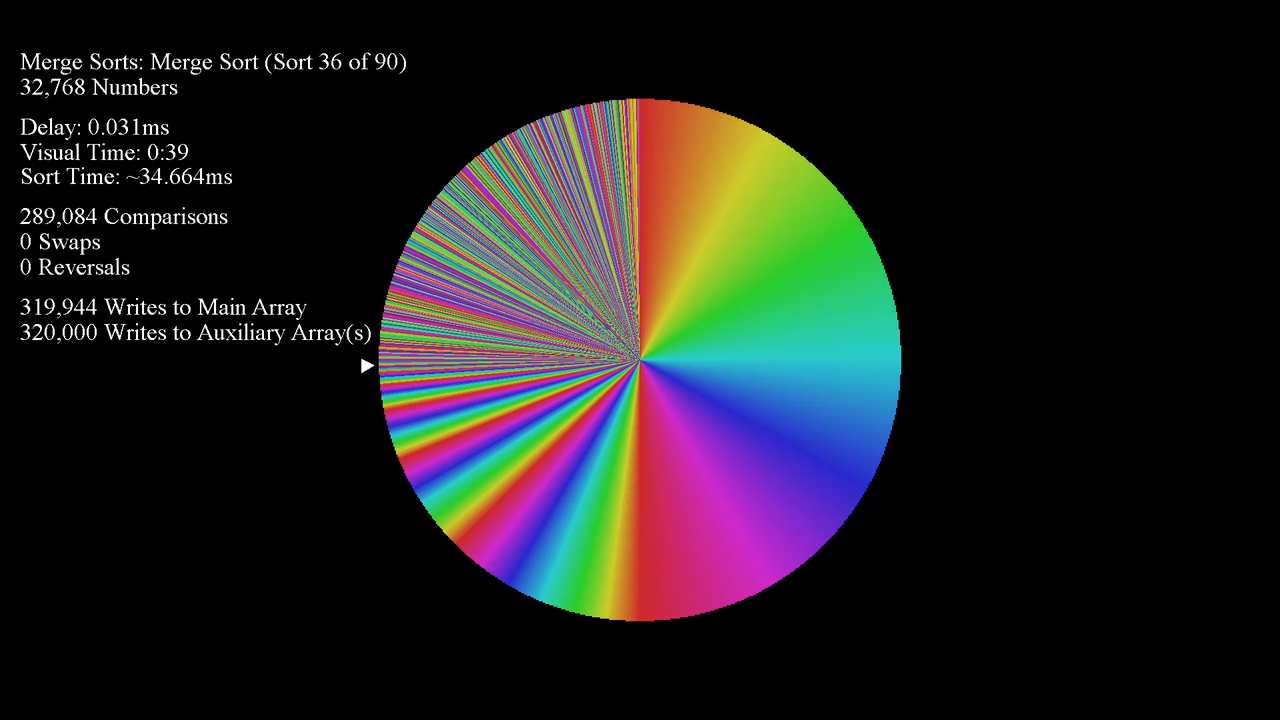 Merge Sorts: Merge Sort (Sort 36 of 90)
32,768 Numbers
Delay: 0.031ms
Visual Time: 0:39
Sort Time: ~34.664ms
289,084 Comparisons
0 Swaps
0 Reversals
319,944 Writes to Main Array
320,000 Writes to Auxiliary Array(s)